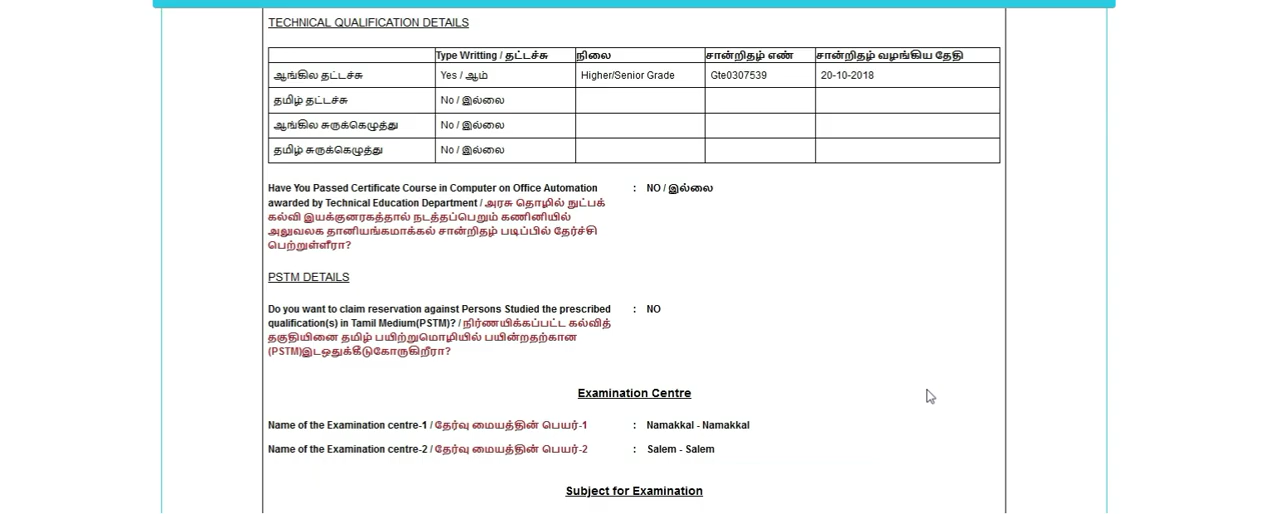 TECHNICAL QUALIFICATION DETAILS
Type Writting / தட்டச்சு நிலை சான்றிதழ் எண் சான்றிதழ் வழங்கிய தேதி
ஆங்கில தட்டச்சு Yes / ஆம் Higher/Senior Grade Gte0307539 20-10-2018
தமிழ் தட்டச்சு No / இல்லை
ஆங்கில சுருக்கெழுத்து No / இல்லை
தமிழ் சுருக்கெழுத்து No / இல்லை
Have You Passed Certificate Course in Computer on Office Automation : NO / இல்லை
awarded by Technical Education Department / அரசு தொழில் நுட்பக்
கல்வி இயக்குனரகத்தால் நடத்தப்பெறும் கணினியில்
அலுவலக தானியங்கமாக்கல் சான்றிதழ் படிப்பில் தேர்ச்சி
பெற்றுள்ளீரா?
PSTM DETAILS
Do you want to claim reservation against Persons Studied the prescribed : NO
qualification(s) in Tamil Medium(PSTM)? / நிர்ணயிக்கப்பட்ட கல்வித்
தகுதியினை தமிழ் பயிற்றுமொழியில் பயின்றதற்கான
(PSTM)இடஒதுக்கீடுகோருகிறீரா?
Examination Centre
Name of the Examination centre-1 / தேர்வு மையத்தின் பெயர்-1 : Namakkal - Namakkal
Name of the Examination centre-2 / தேர்வு மையத்தின் பெயர்-2 : Salem - Salem
Subject for Examination